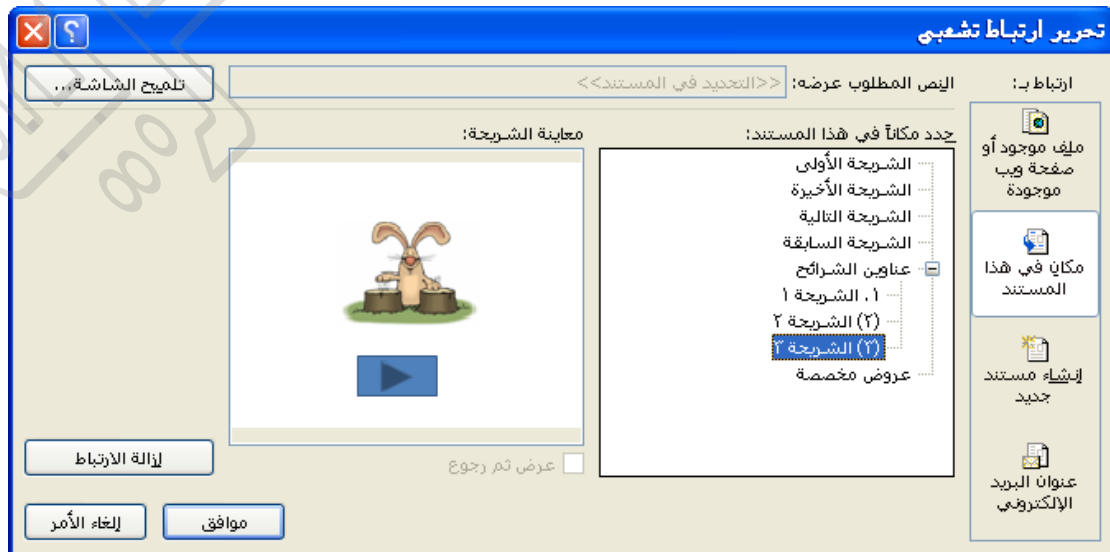 تحرير ارتباط تشعبي
ارتباط بـ:
النص المطلوب عرضه:
<<التحديد في المستند>>
تلميح الشاشة...
ملف موجود أو
صفحة ويب
موجودة
مكان في هذا
المستند
إنشاء مستند
جديد
عنوان البريد
الإلكتروني
حدد مكاناً في هذا المستند:
الشريحة الأولى
الشريحة الأخيرة
الشريحة التالية
الشريحة السابقة
عناوين الشرائح
١. الشريحة ١
(٢) الشريحة ٢
(٣) الشريحة ٣
عروض مخصصة
معاينة الشريحة:
عرض ثم رجوع
إزالة الارتباط
موافق
إلغاء الأمر